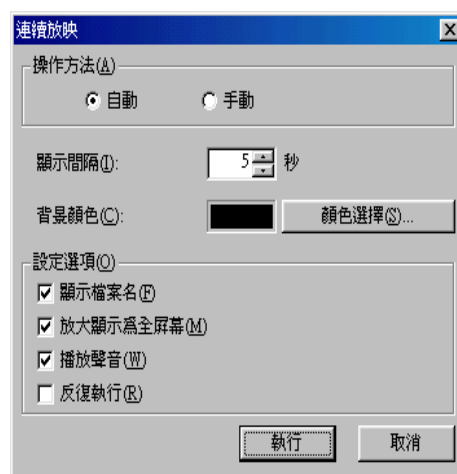 連續放映
操作方法(A)
自動 手動
顯示間隔(I): 5 秒
背景顏色(C): 顏色選擇(S)...
設定選項(O)
顯示檔案名(F)
放大顯示爲全屏幕(M)
播放聲音(W)
反復執行(R)
執行 取消